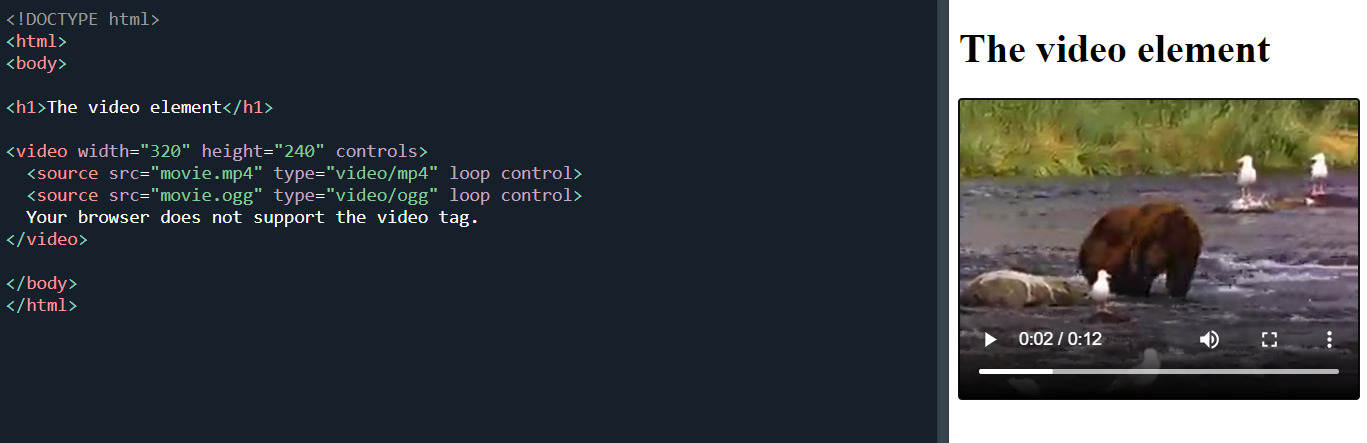 <!DOCTYPE html>
<html>
<body>
<h1>The video element</h1>
<video width="320" height="240" controls>
  <source src="movie.mp4" type="video/mp4" loop control>
  <source src="movie.ogg" type="video/ogg" loop control>
  Your browser does not support the video tag.
</video>
</body>
</html>
The video element
0:02 / 0:12